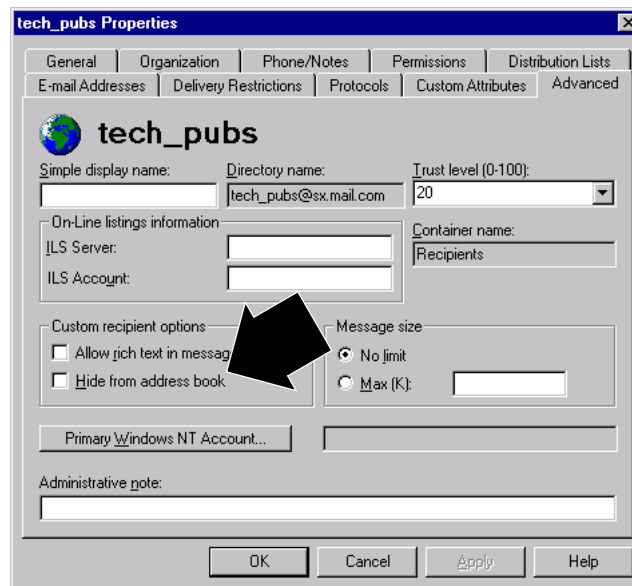 tech_pubs Properties
General Organization Phone/Notes Permissions Distribution Lists
E-mail Addresses Delivery Restrictions Protocols Custom Attributes Advanced
tech_pubs
Simple display name: Directory name: Trust level (0-100):
tech_pubs@sx.mail.com 20
On-Line listings information
ILS Server:
Container name:
Recipients
ILS Account:
Custom recipient options Message size
Allow rich text in No limit
Hide from address book Max (K):
Primary Windows NT Account...
Administrative note:
OK Cancel Apply Help